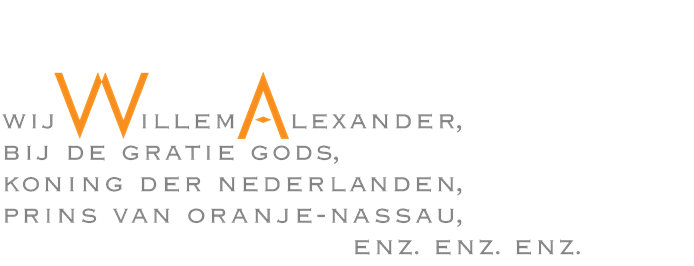 WIJ WILLEM ALEXANDER,
BIJ DE GRATIE GODS,
KONING DER NEDERLANDEN,
PRINS VAN ORANJE-NASSAU,
ENZ. ENZ. ENZ.